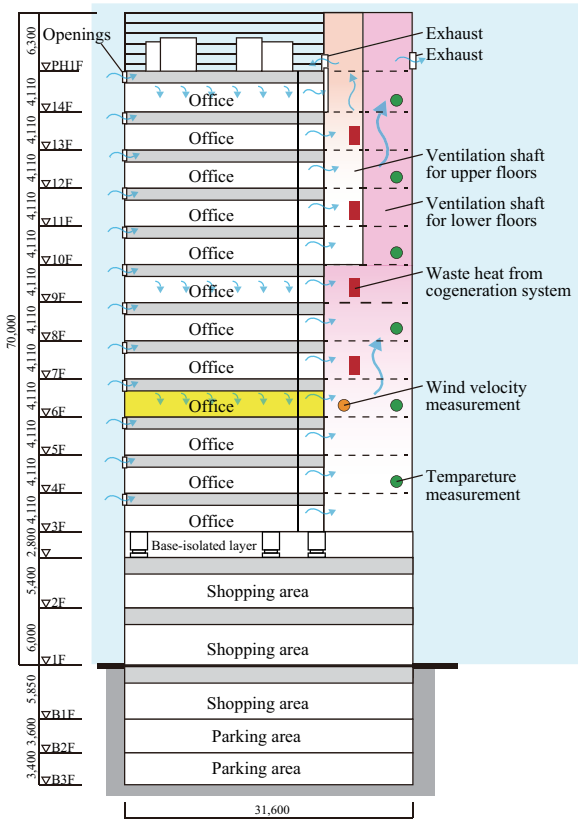 Openings
Exhaust
Exhaust
6,300
PH1F
4,110
Office
14F
4,110
Office
13F
4,110
Ventilation shaft
for upper floors
Office
12F
4,110
Ventilation shaft
for lower floors
Office
11F
4,110
Office
10F
4,110
Waste heat from
cogeneration system
Office
9F
4,110
Office
8F
4,110
70,000
Office
7F
4,110
Wind velocity
measurement
Office
6F
4,110
Office
5F
4,110
Tempareture
measurement
Office
4F
4,110
Office
3F
2,800
Base-isolated layer
5,400
Shopping area
2F
6,000
Shopping area
1F
5,850
Shopping area
B1F
3,600
Parking area
B2F
3,400
Parking area
B3F
31,600